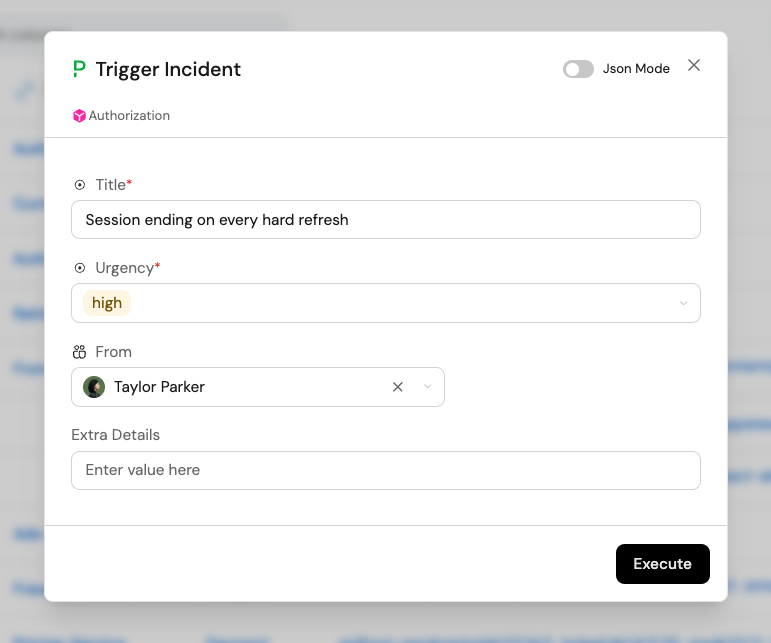 Trigger Incident
Json Mode
Authorization
Title*
Session ending on every hard refresh
Urgency*
high
From
Taylor Parker
Extra Details
Enter value here
Execute